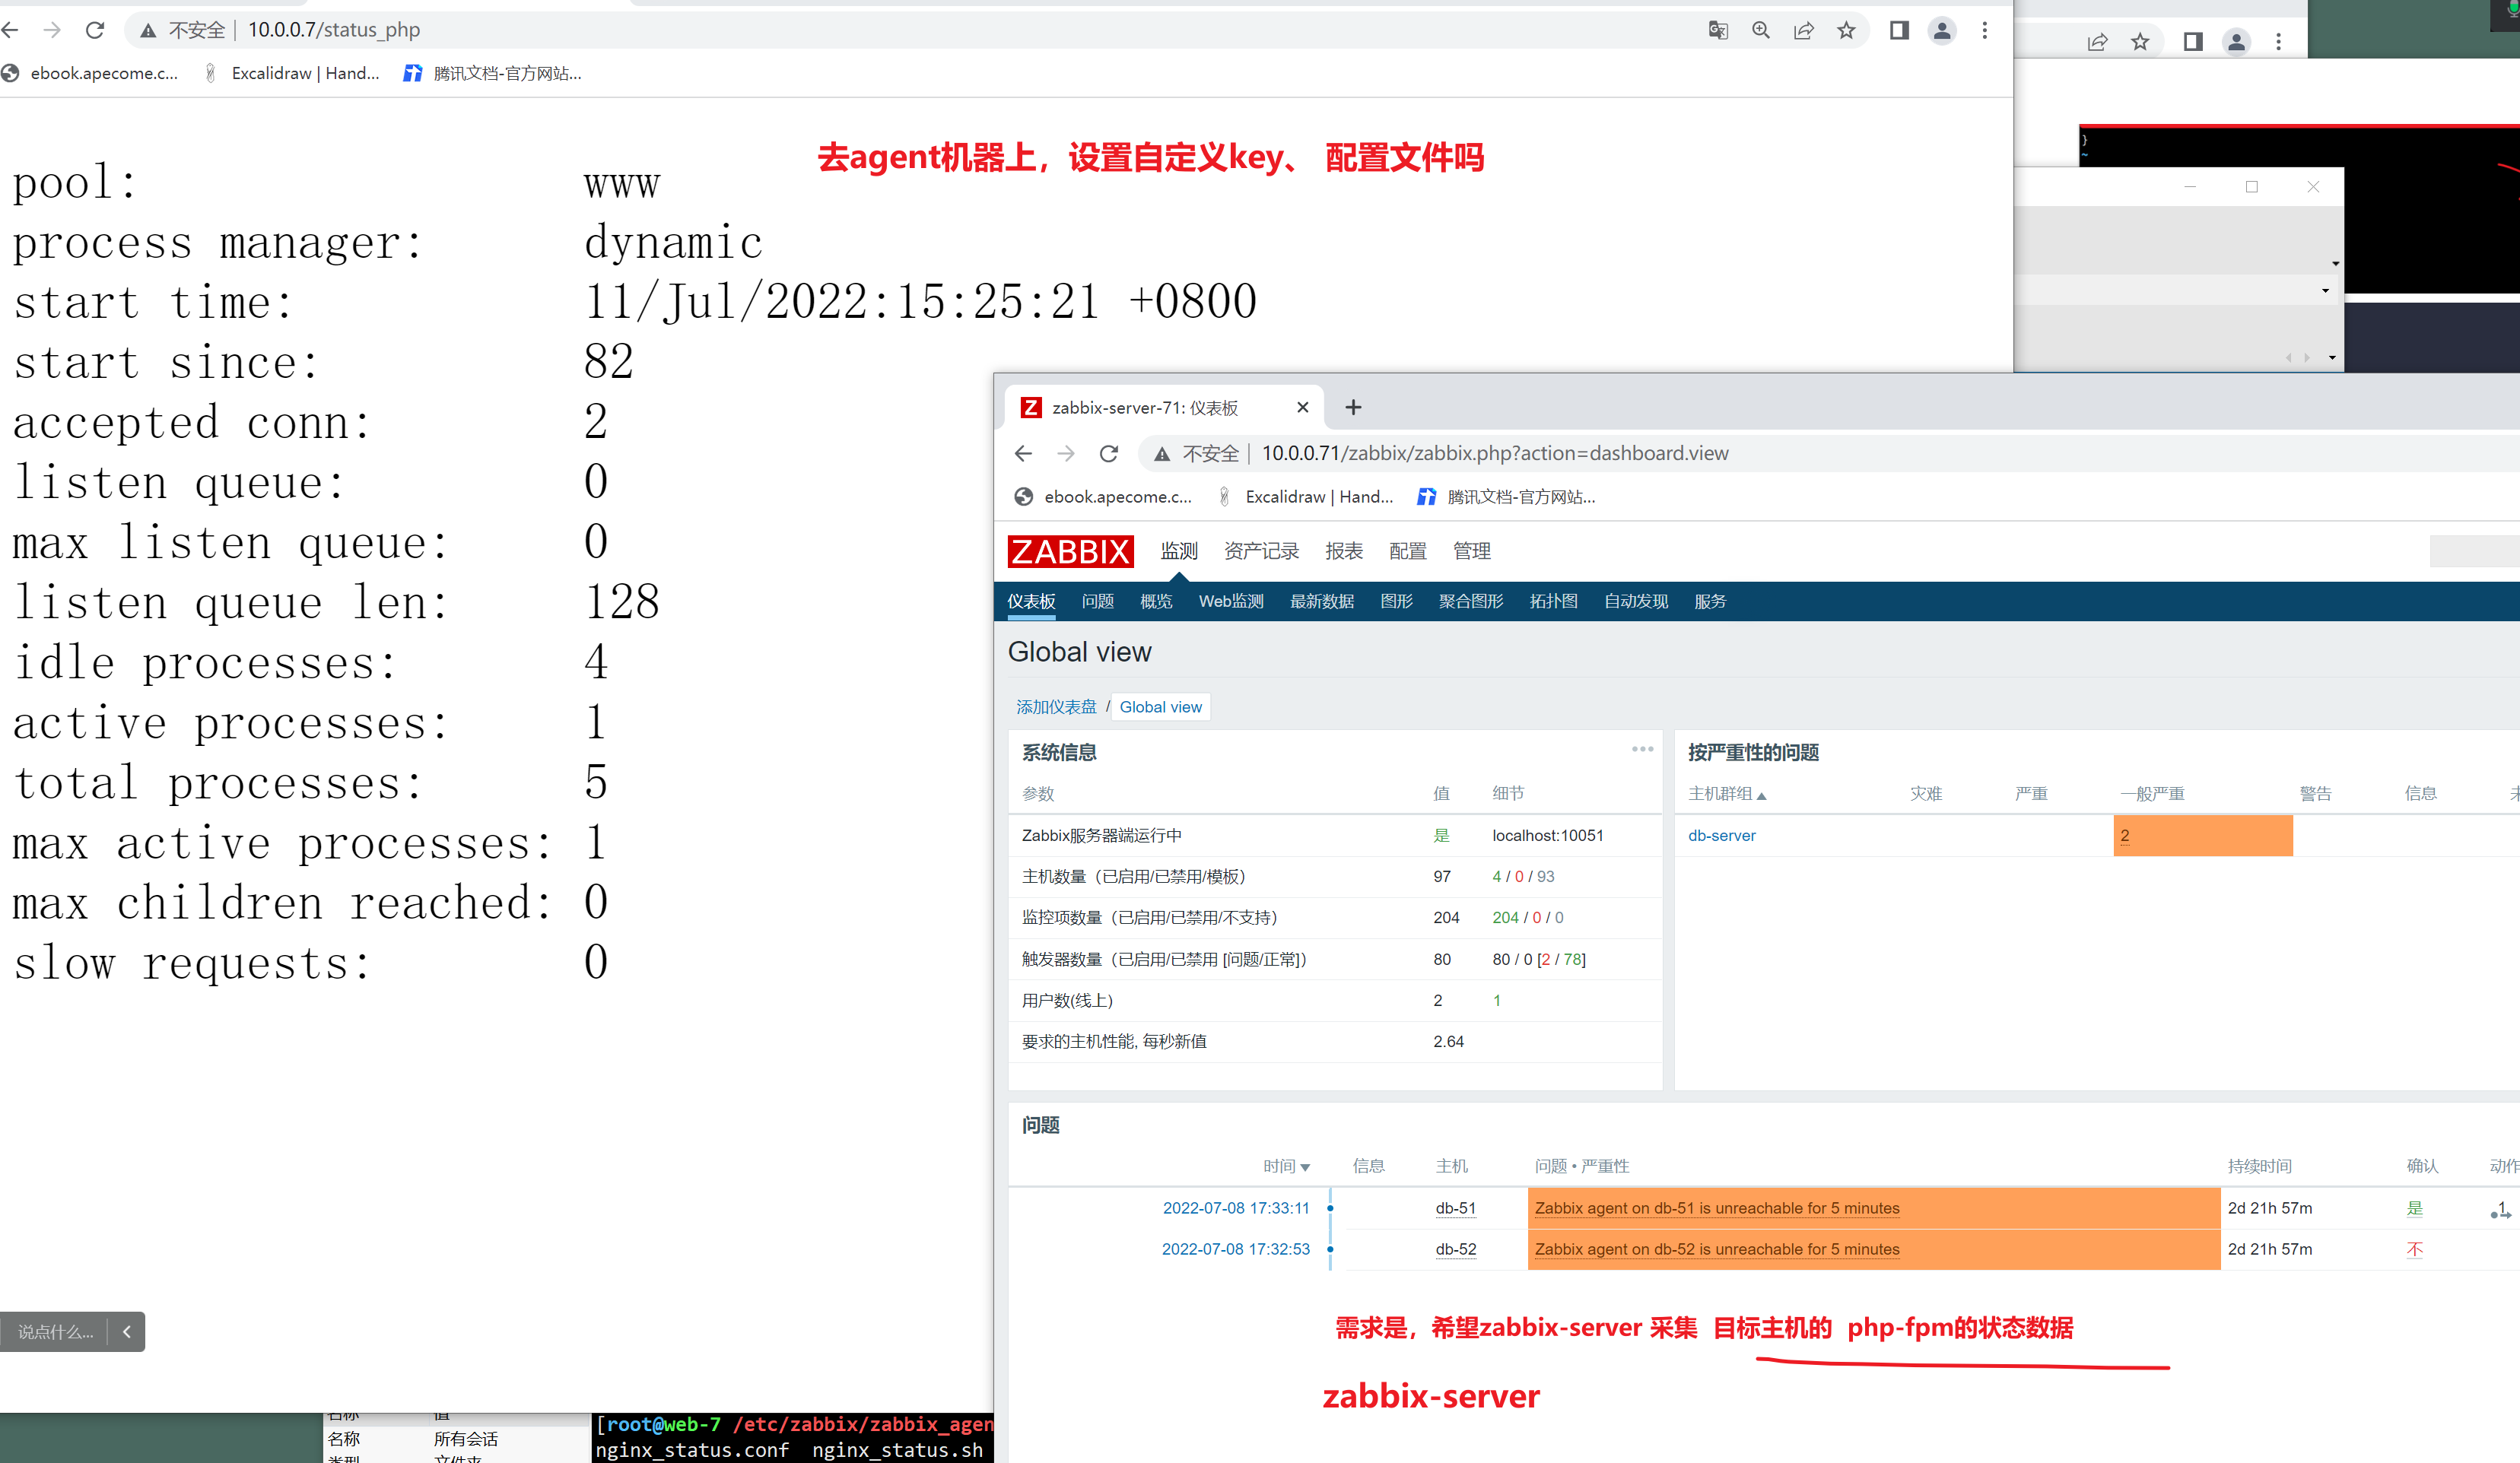 不安全 10.0.0.7/status_php
ebook.apecome.c... Excalidraw | Hand... 腾讯文档-官方网站...
去agent机器上，设置自定义key、 配置文件吗
pool: www
process manager: dynamic
start time: 11/Jul/2022:15:25:21 +0800
start since: 82
accepted conn: 2
listen queue: 0
max listen queue: 0
listen queue len: 128
idle processes: 4
active processes: 1
total processes: 5
max active processes: 1
max children reached: 0
slow requests: 0
}
~
zabbix-server-71: 仪表板
不安全 10.0.0.71/zabbix/zabbix.php?action=dashboard.view
ebook.apecome.c... Excalidraw | Hand... 腾讯文档-官方网站...
ZABBIX 监测 资产记录 报表 配置 管理
仪表板 问题 概览 Web监测 最新数据 图形 聚合图形 拓扑图 自动发现 服务
Global view
添加仪表盘 / Global view
系统信息
参数 值 细节
Zabbix服务器端运行中 是 localhost:10051
主机数量（已启用/已禁用/模板） 97 4 / 0 / 93
监控项数量（已启用/已禁用/不支持） 204 204 / 0 / 0
触发器数量（已启用/已禁用 [问题/正常]） 80 80 / 0 [2 / 78]
用户数(线上) 2 1
要求的主机性能, 每秒新值 2.64
按严重性的问题
主机群组 灾难 严重 一般严重 警告 信息
db-server 2
问题
时间 信息 主机 问题 • 严重性 持续时间 确认 动作
2022-07-08 17:33:11 db-51 Zabbix agent on db-51 is unreachable for 5 minutes 2d 21h 57m 是 1
2022-07-08 17:32:53 db-52 Zabbix agent on db-52 is unreachable for 5 minutes 2d 21h 57m 不
需求是，希望zabbix-server 采集 目标主机的 php-fpm的状态数据
zabbix-server
说点什么...
名称 值
名称 所有会话
类型 文件夹
[root@web-7 /etc/zabbix/zabbix_agen
nginx_status.conf nginx_status.sh